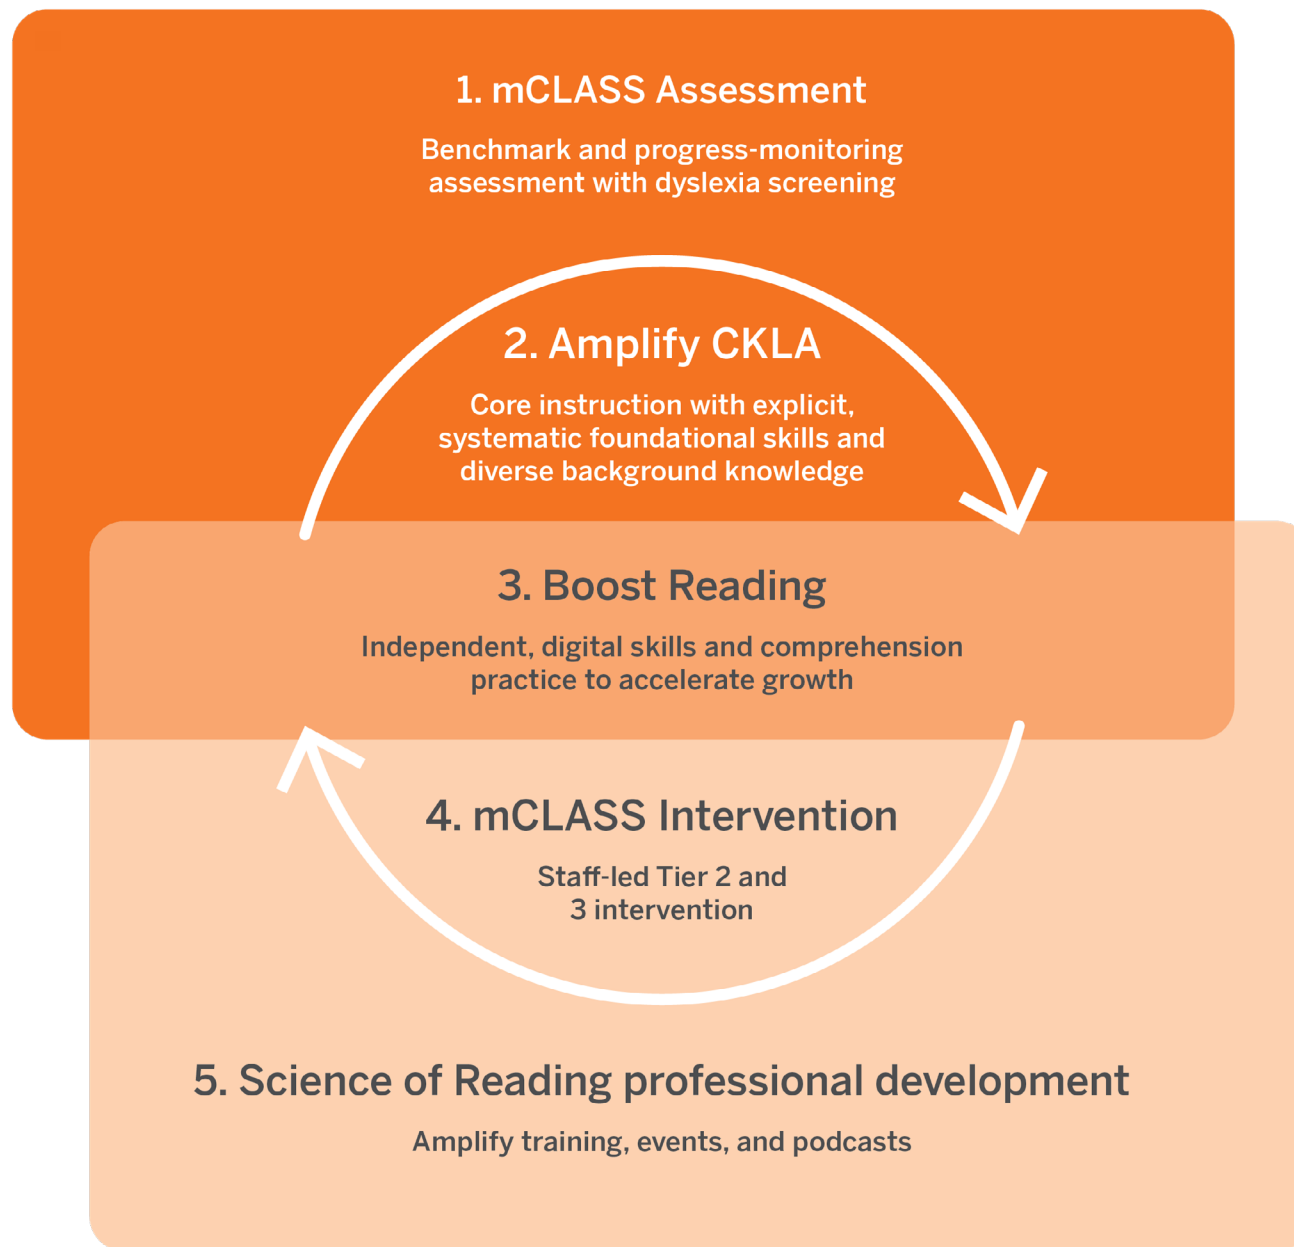 1. mCLASS Assessment
Benchmark and progress-monitoring
assessment with dyslexia screening
2. Amplify CKLA
Core instruction with explicit,
systematic foundational skills and
diverse background knowledge
3. Boost Reading
Independent, digital skills and comprehension
practice to accelerate growth
4. mCLASS Intervention
Staff-led Tier 2 and
3 intervention
5. Science of Reading professional development
Amplify training, events, and podcasts